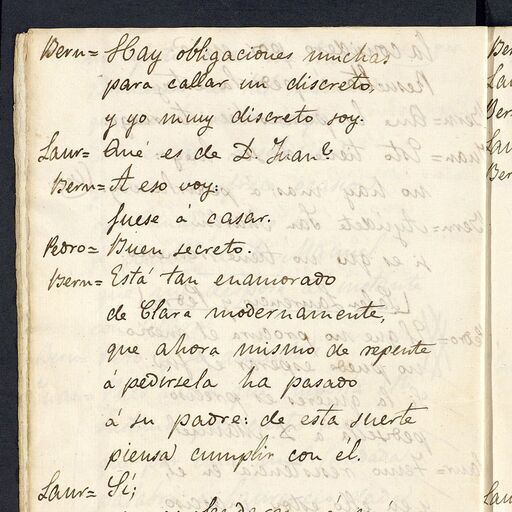 Bern= Hay obligaciones muchas
para callar un discreto,
y yo muy discreto soy.
Laur= Qué es de D. Juan?
Bern= A eso voy:
fuese á casar.
Pedro= Buen secreto.
Bern= Está tan enamorado
de Clara modernamente,
que ahora mismo de repente
á pedírsela ha pasado
á su padre: de esta suerte
piensa cumplir con él.
Laur= Sí;